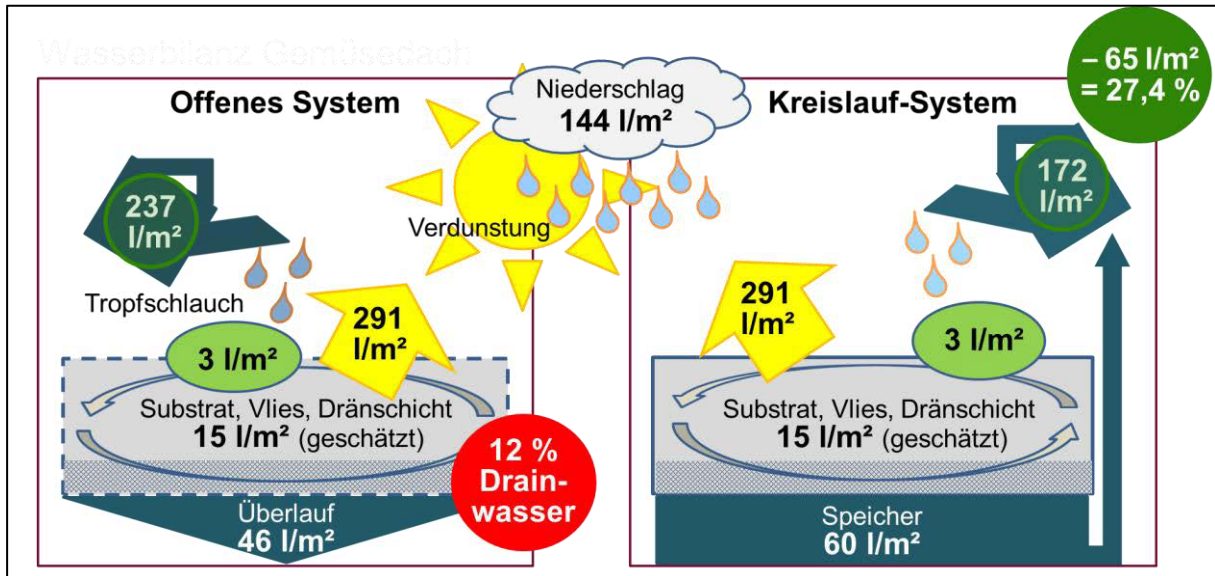 Wasserbilanz Gemüsedach
Offenes System
Niederschlag
144 l/m²
Kreislauf-System
– 65 l/m²
= 27,4 %
237
l/m²
Verdunstung
172
l/m²
Tropfschlauch
291
l/m²
3 l/m²
Substrat, Vlies, Dränschicht
15 l/m² (geschätzt)
12 %
Drain-
wasser
Überlauf
46 l/m²
291
l/m²
3 l/m²
Substrat, Vlies, Dränschicht
15 l/m² (geschätzt)
Speicher
60 l/m²